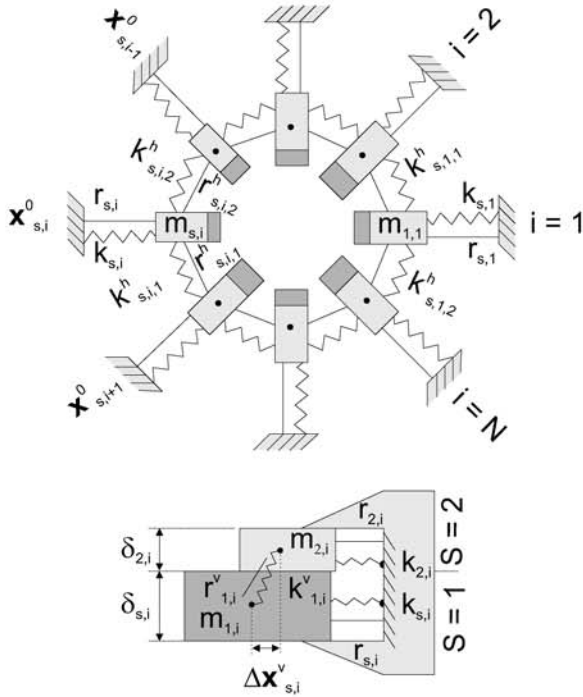 x⁰s,i-1
i = 2
kʰs,i,2
rʰs,i,2
kʰs,1,1
x⁰s,i
rs,i
ks,i
ms,i
m1,1
ks,1
rs,1
i = 1
rʰs,i,1
kʰs,i,1
kʰs,1,2
x⁰s,i+1
i = N
r2,i
S = 2
δ2,i
m2,i
k2,i
rᵛ1,i
kᵛ1,i
δs,i
m1,i
ks,i
S = 1
rs,i
Δxᵛs,i